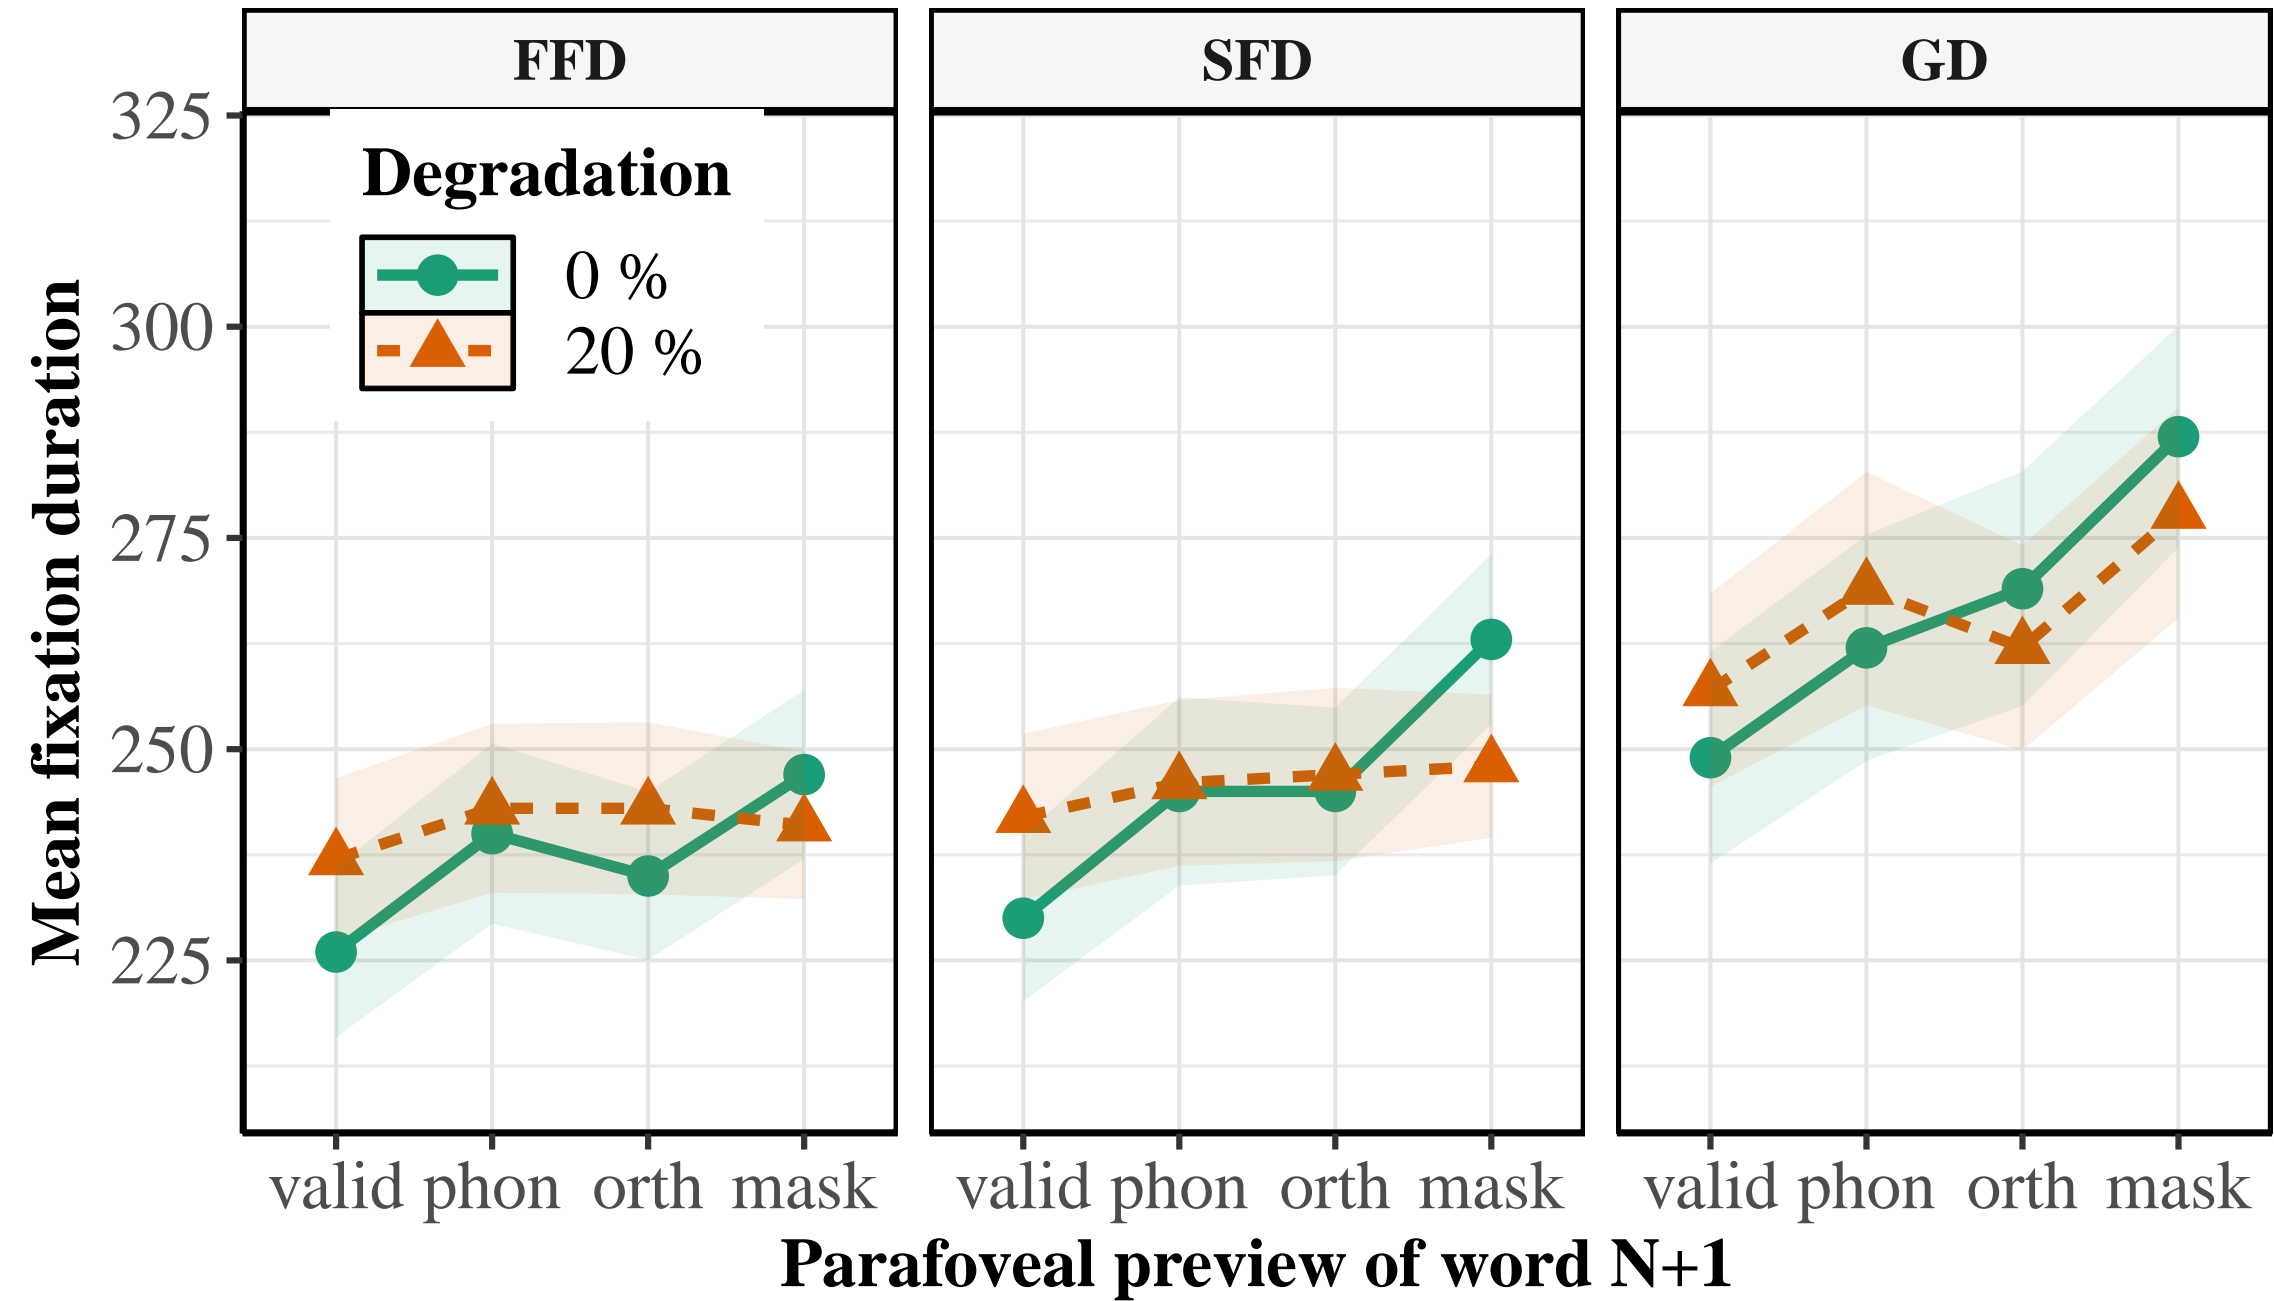 FFD SFD GD
Degradation
0 %
20 %
Mean fixation duration
325
300
275
250
225
valid phon orth mask valid phon orth mask valid phon orth mask
Parafoveal preview of word N+1